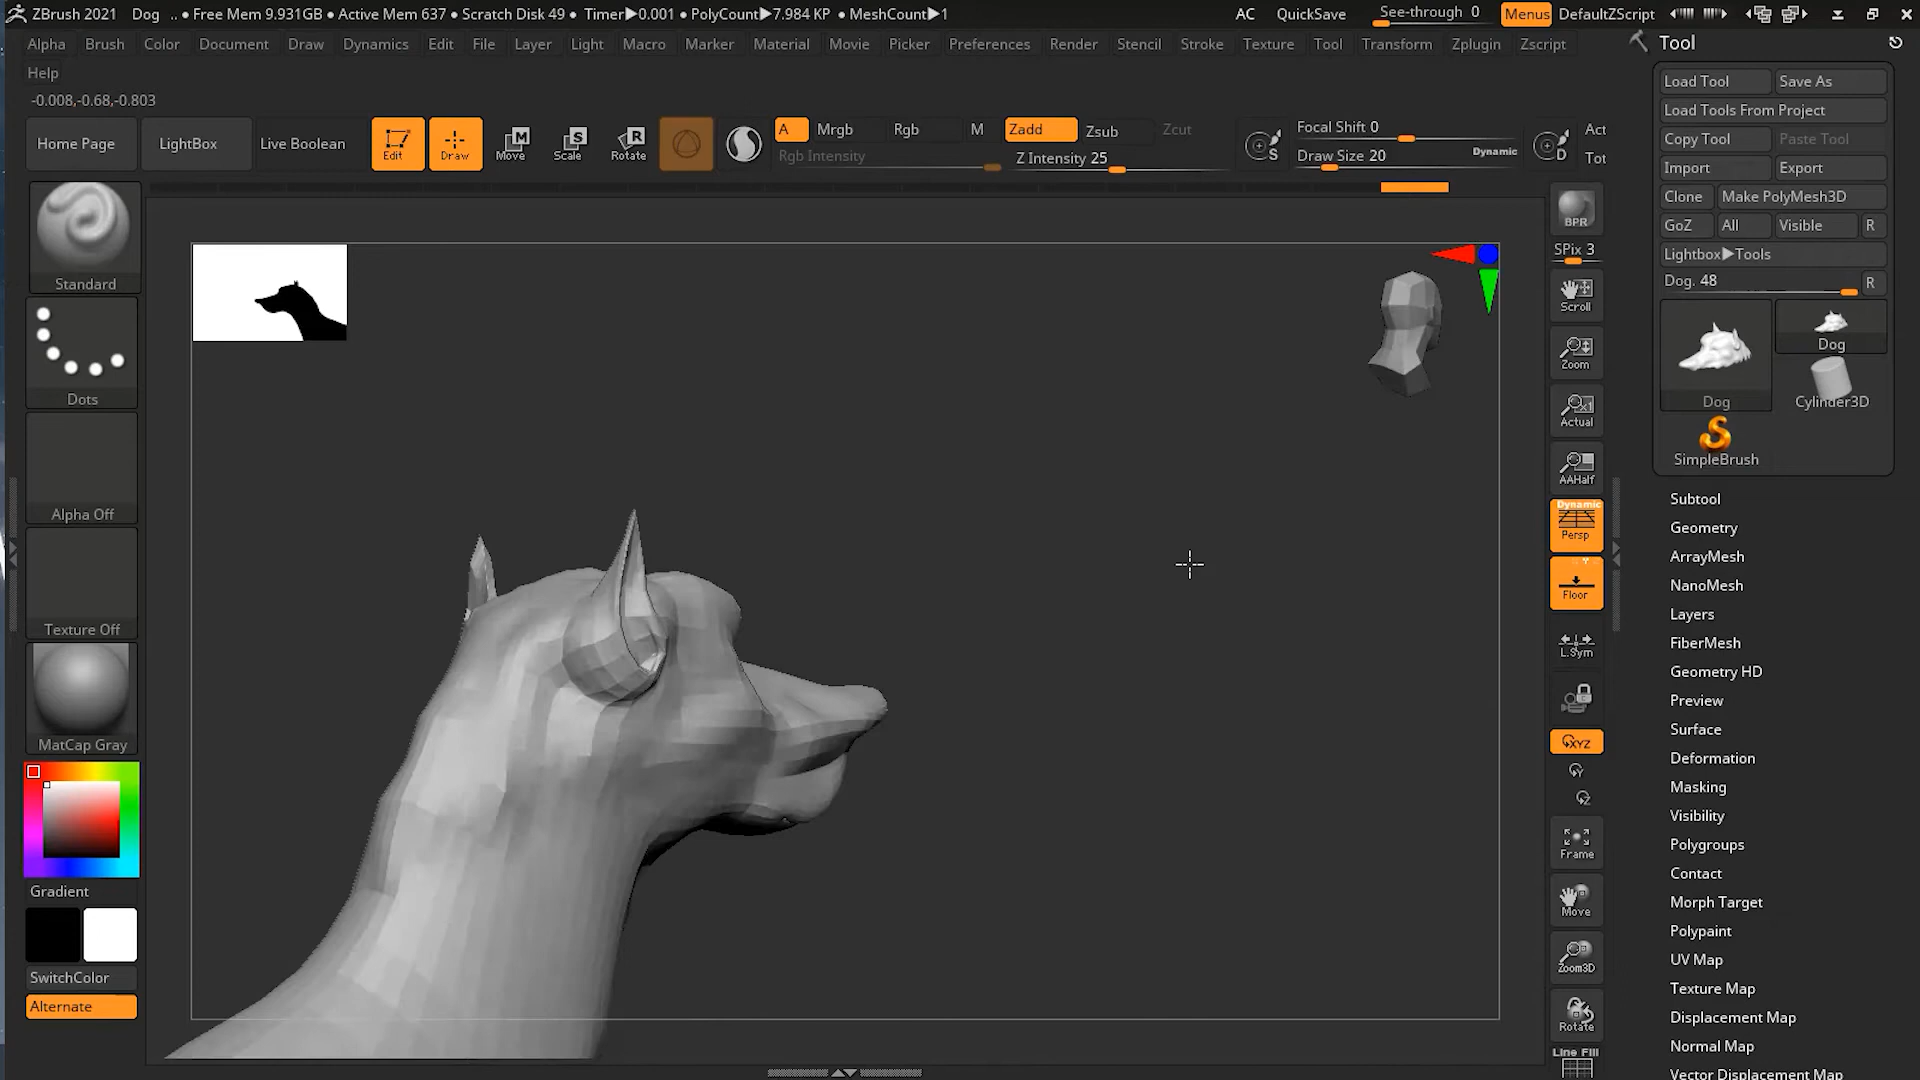 ZBrush 2021 Dog .. • Free Mem 9.931GB • Active Mem 637 • Scratch Disk 49 • Timer▶0.001 • PolyCount▶7.984 KP • MeshCount▶1 AC QuickSave See-through 0 Menus DefaultZScript
Alpha Brush Color Document Draw Dynamics Edit File Layer Light Macro Marker Material Movie Picker Preferences Render Stencil Stroke Texture Tool Transform Zplugin Zscript
Help
-0.008,-0.68,-0.803
Home Page LightBox Live Boolean Edit Draw Move Scale Rotate
M S R
A Mrgb Rgb M Zadd Zsub Zcut
Rgb Intensity Z Intensity 25
S Focal Shift 0
Draw Size 20 Dynamic D
Act
Tot
Standard
Dots
Alpha Off
Texture Off
MatCap Gray
Gradient
SwitchColor
Alternate
BPR
SPix 3
Scroll
Zoom
x1
Actual
AAHalf
Dynamic
Persp
Floor
L.Sym
XYZ
Y
Z
Frame
Move
Zoom3D
Rotate
Line Fill
Tool
Load Tool Save As
Load Tools From Project
Copy Tool Paste Tool
Import Export
Clone Make PolyMesh3D
GoZ All Visible R
Lightbox▶Tools
Dog. 48 R
Dog Dog
Cylinder3D
SimpleBrush
Subtool
Geometry
ArrayMesh
NanoMesh
Layers
FiberMesh
Geometry HD
Preview
Surface
Deformation
Masking
Visibility
Polygroups
Contact
Morph Target
Polypaint
UV Map
Texture Map
Displacement Map
Normal Map
Vector Displacement Map